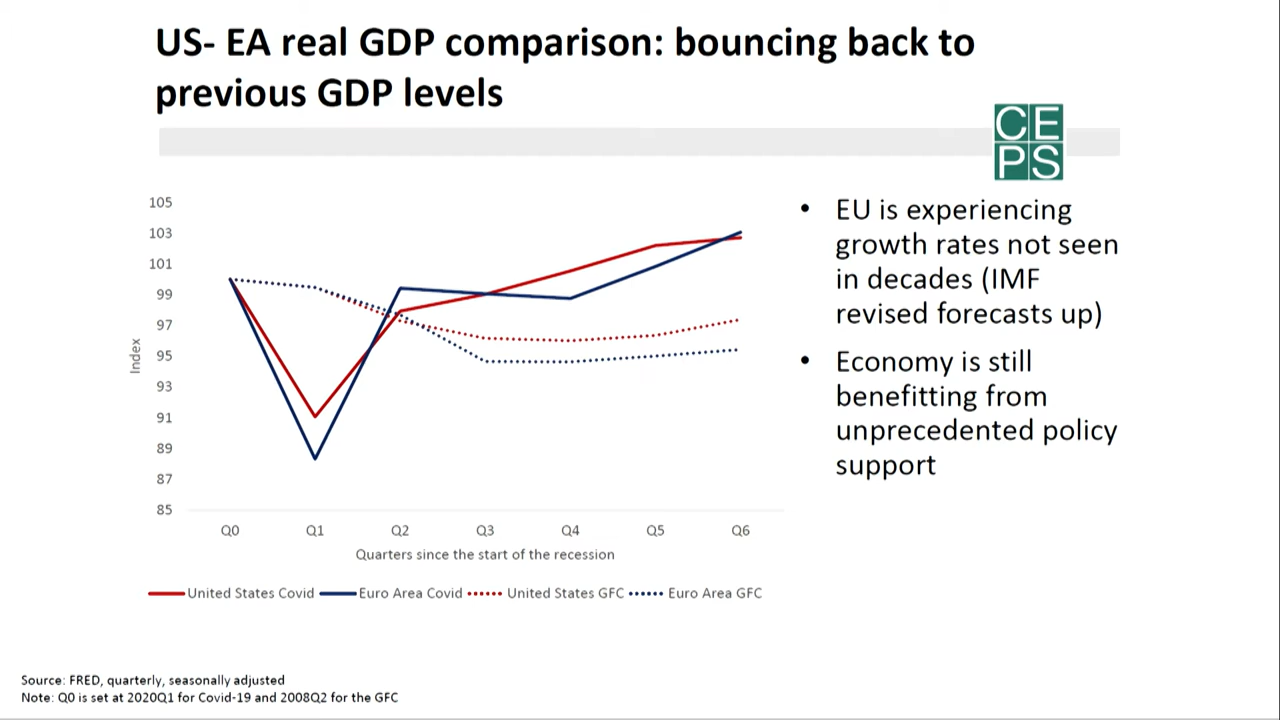 US- EA real GDP comparison: bouncing back to
previous GDP levels
CE
PS
105
103
101
99
97
95
93
91
89
87
85
Index
Q0 Q1 Q2 Q3 Q4 Q5 Q6
Quarters since the start of the recession
United States Covid Euro Area Covid United States GFC Euro Area GFC
• EU is experiencing
growth rates not seen
in decades (IMF
revised forecasts up)
• Economy is still
benefitting from
unprecedented policy
support
Source: FRED, quarterly, seasonally adjusted
Note: Q0 is set at 2020Q1 for Covid-19 and 2008Q2 for the GFC